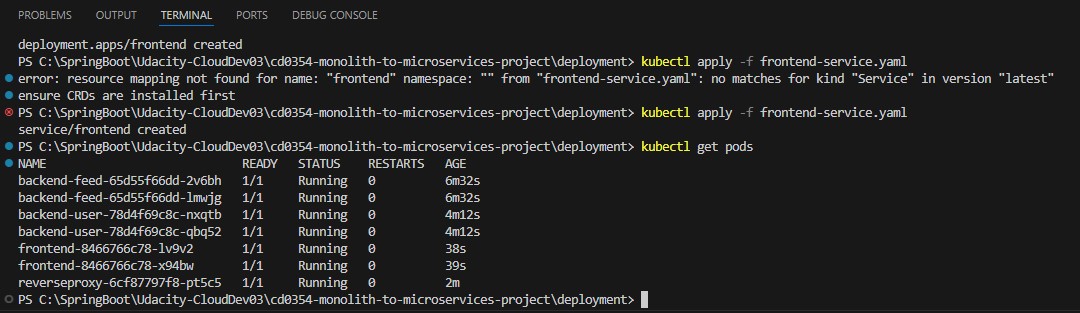 PROBLEMS OUTPUT TERMINAL PORTS DEBUG CONSOLE
deployment.apps/frontend created
PS C:\SpringBoot\Udacity-CloudDev03\cd0354-monolith-to-microservices-project\deployment> kubectl apply -f frontend-service.yaml
error: resource mapping not found for name: "frontend" namespace: "" from "frontend-service.yaml": no matches for kind "Service" in version "latest"
ensure CRDs are installed first
PS C:\SpringBoot\Udacity-CloudDev03\cd0354-monolith-to-microservices-project\deployment> kubectl apply -f frontend-service.yaml
service/frontend created
PS C:\SpringBoot\Udacity-CloudDev03\cd0354-monolith-to-microservices-project\deployment> kubectl get pods
NAME READY STATUS RESTARTS AGE
backend-feed-65d55f66dd-2v6bh 1/1 Running 0 6m32s
backend-feed-65d55f66dd-lmwjg 1/1 Running 0 6m32s
backend-user-78d4f69c8c-nxqtb 1/1 Running 0 4m12s
backend-user-78d4f69c8c-qbq52 1/1 Running 0 4m12s
frontend-8466766c78-lv9v2 1/1 Running 0 38s
frontend-8466766c78-x94bw 1/1 Running 0 39s
reverseproxy-6cf87797f8-pt5c5 1/1 Running 0 2m
PS C:\SpringBoot\Udacity-CloudDev03\cd0354-monolith-to-microservices-project\deployment>